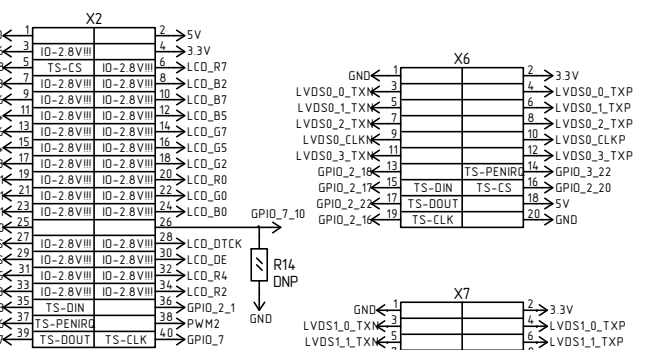 X2
1 2 5V
3 IO-2.8V!!! 4 3.3V
5 TS-CS IO-2.8V!!! 6 LCD_R7
7 IO-2.8V!!! IO-2.8V!!! 8 LCD_B2
9 IO-2.8V!!! IO-2.8V!!! 10 LCD_B7
11 IO-2.8V!!! IO-2.8V!!! 12 LCD_B5
13 IO-2.8V!!! IO-2.8V!!! 14 LCD_G7
15 IO-2.8V!!! IO-2.8V!!! 16 LCD_G5
17 IO-2.8V!!! IO-2.8V!!! 18 LCD_G2
19 IO-2.8V!!! IO-2.8V!!! 20 LCD_R0
21 IO-2.8V!!! IO-2.8V!!! 22 LCD_G0
23 IO-2.8V!!! IO-2.8V!!! 24 LCD_B0
25 26 GPIO_7_10
27 IO-2.8V!!! IO-2.8V!!! 28 LCD_DTCK
29 IO-2.8V!!! IO-2.8V!!! 30 LCD_DE
31 IO-2.8V!!! IO-2.8V!!! 32 LCD_R4
33 IO-2.8V!!! IO-2.8V!!! 34 LCD_R2
35 TS-DIN 36 GPIO_2_1
37 TS-PENIRQ 38 PWM2
39 TS-DOUT TS-CLK 40 GPIO_7
R14
DNP
GND
X6
GND 1 2 3.3V
LVDS0_0_TXN 3 4 LVDS0_0_TXP
LVDS0_1_TXN 5 6 LVDS0_1_TXP
LVDS0_2_TXN 7 8 LVDS0_2_TXP
LVDS0_CLKN 9 10 LVDS0_CLKP
LVDS0_3_TXN 11 12 LVDS0_3_TXP
GPIO_2_18 13 TS-PENIRQ 14 GPIO_3_22
GPIO_2_17 15 TS-DIN TS-CS 16 GPIO_2_20
GPIO_2_22 17 TS-DOUT 18 5V
GPIO_2_16 19 TS-CLK 20 GND
X7
GND 1 2 3.3V
LVDS1_0_TXN 3 4 LVDS1_0_TXP
LVDS1_1_TXN 5 6 LVDS1_1_TXP